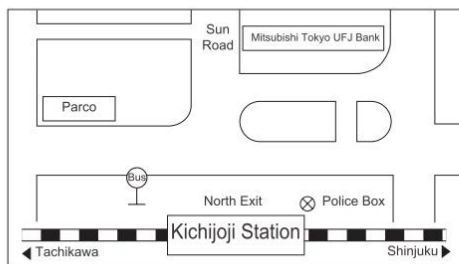 Sun
Road
Mitsubishi Tokyo UFJ Bank
Parco
Bus
North Exit
Police Box
Kichijoji Station
Tachikawa
Shinjuku